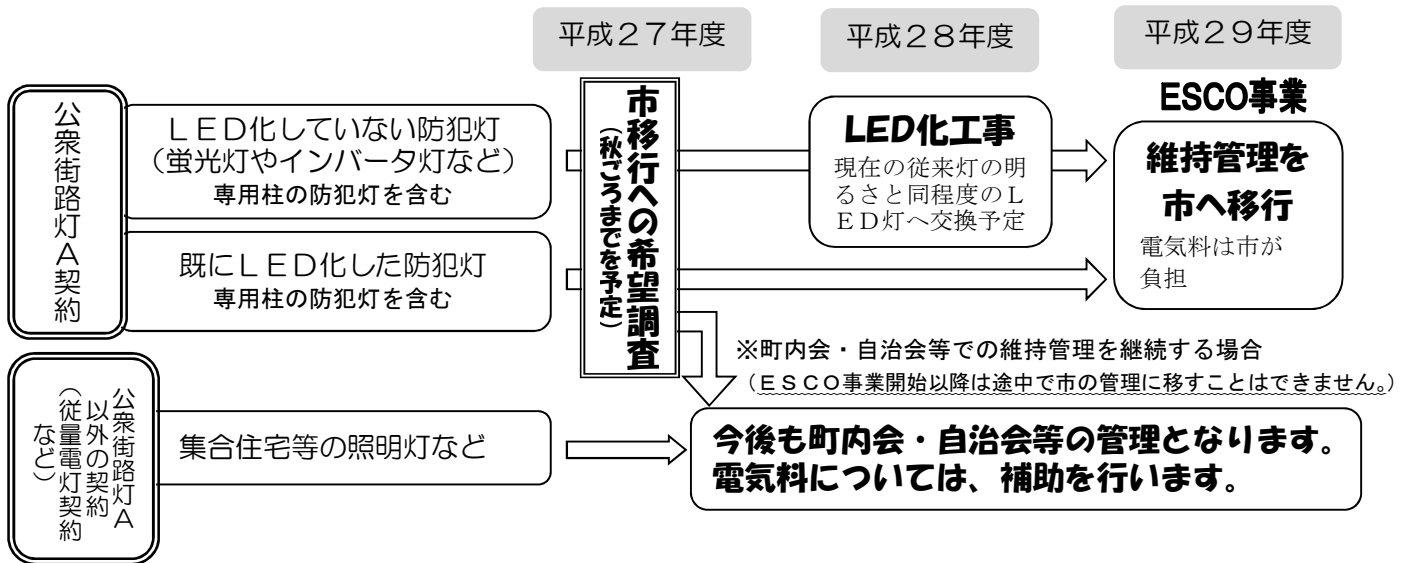 平成２７年度
平成２８年度
平成２９年度
公衆街路灯Ａ契約
ＬＥＤ化していない防犯灯
（蛍光灯やインバータ灯など）
専用柱の防犯灯を含む
既にＬＥＤ化した防犯灯
専用柱の防犯灯を含む
市移行への希望調査
（秋ごろまでを予定）
LED化工事
現在の従来灯の明
るさと同程度のＬ
ＥＤ灯へ交換予定
ESCO事業
維持管理を
市へ移行
電気料は市が
負担
※町内会・自治会等での維持管理を継続する場合
（ＥＳＣＯ事業開始以降は途中で市の管理に移すことはできません。）
公衆街路灯Ａ
以外の契約
（従量電灯契約
など）
集合住宅等の照明灯など
今後も町内会・自治会等の管理となります。
電気料については、補助を行います。